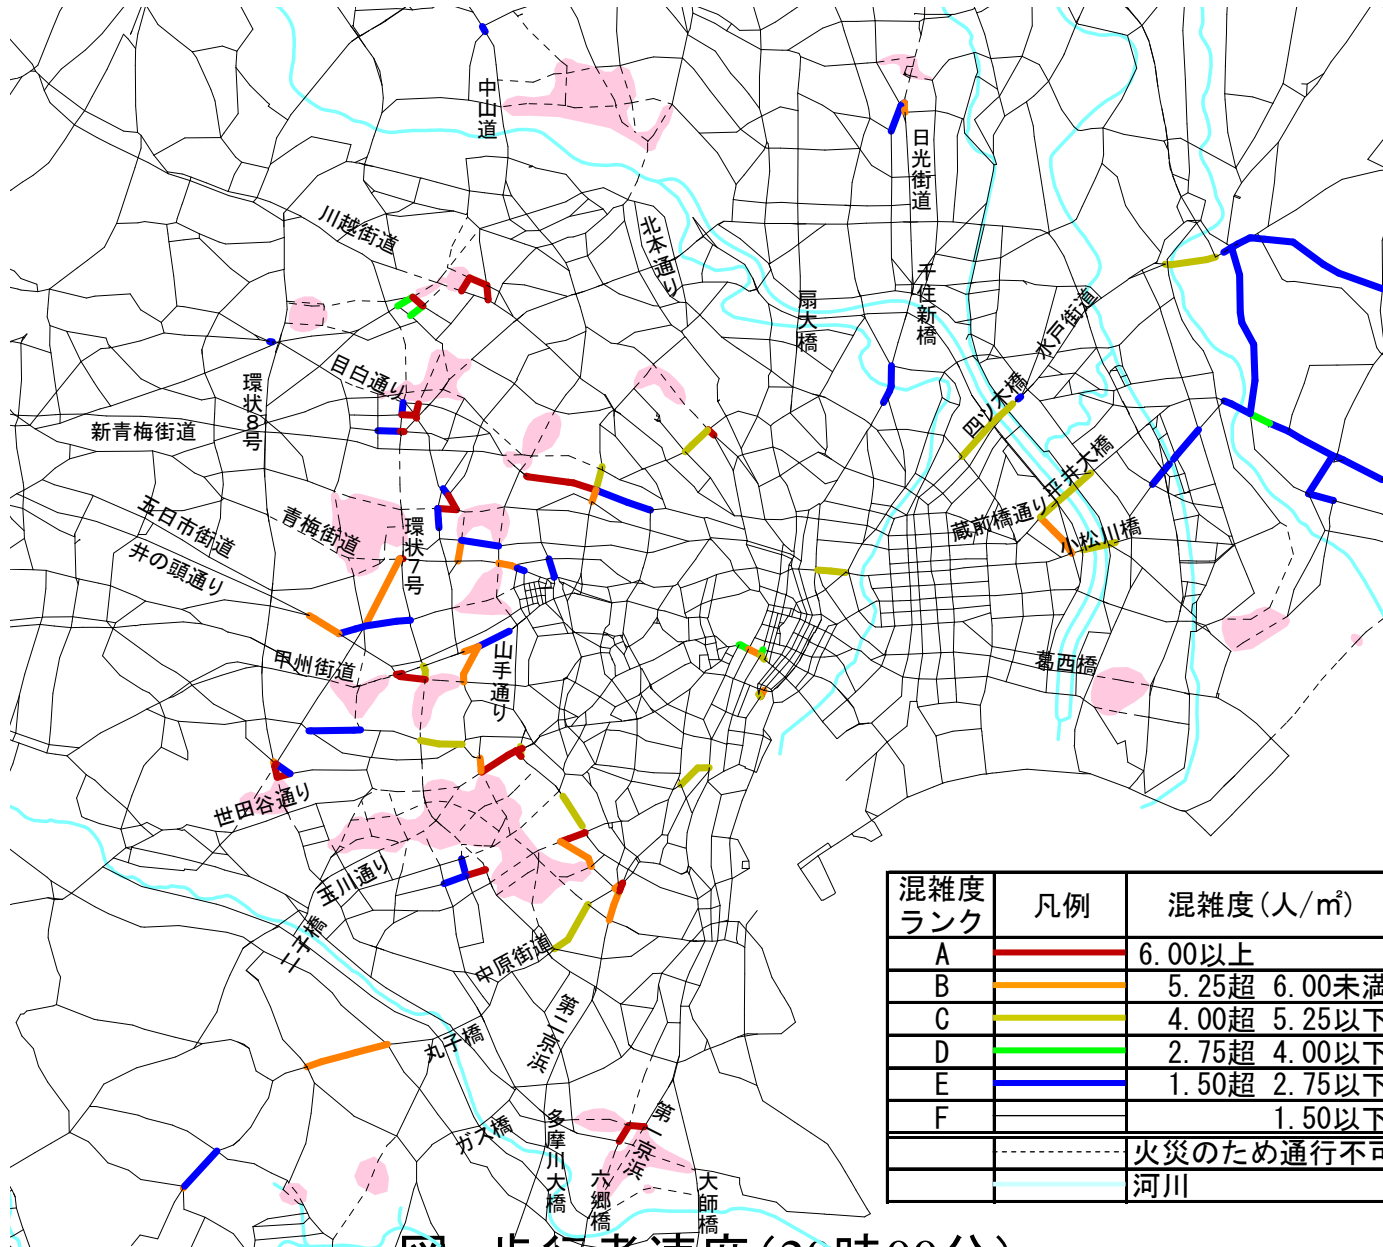 中山道
日光街道
川越街道
北本通り
扇大橋
千住新橋
水戸街道
目白通り
環状8号
新青梅街道
四ツ木橋
平井大橋
五日市街道
青梅街道
環状7号
蔵前橋通り
小松川橋
井の頭通り
甲州街道
山手通り
葛西橋
世田谷通り
玉川通り
二子橋
中原街道
第二京浜
丸子橋
ガス橋
多摩川大橋
六郷橋
第一京浜
大師橋
混雑度ランク 凡例 混雑度(人/㎡)
A 6.00以上
B 5.25超 6.00未満
C 4.00超 5.25以下
D 2.75超 4.00以下
E 1.50超 2.75以下
F 1.50以下
火災のため通行不可
河川